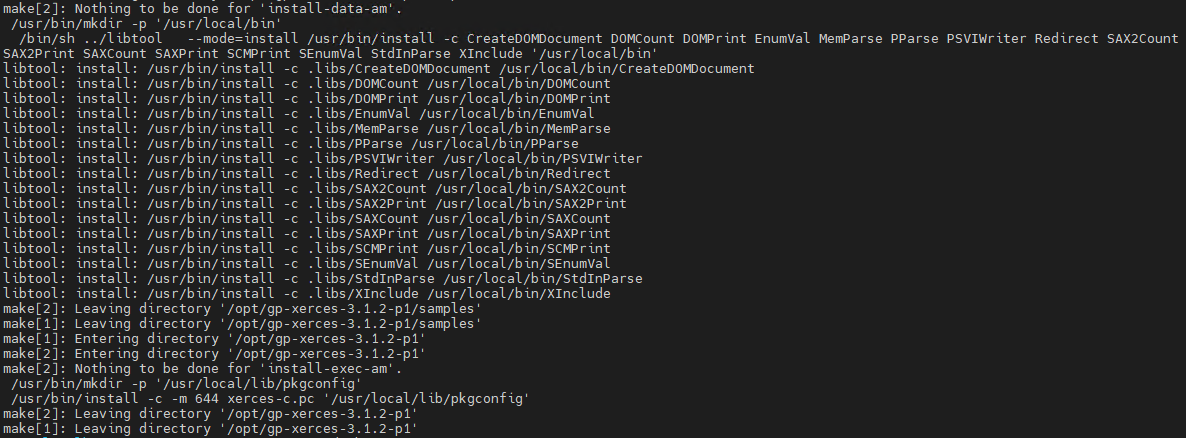 make[2]: Nothing to be done for 'install-data-am'.
/usr/bin/mkdir -p '/usr/local/bin'
/bin/sh ../libtool   --mode=install /usr/bin/install -c CreateDOMDocument DOMCount DOMPrint EnumVal MemParse PParse PSVIWriter Redirect SAX2Count
SAX2Print SAXCount SAXPrint SCMPrint SEnumVal StdInParse XInclude '/usr/local/bin'
libtool: install: /usr/bin/install -c .libs/CreateDOMDocument /usr/local/bin/CreateDOMDocument
libtool: install: /usr/bin/install -c .libs/DOMCount /usr/local/bin/DOMCount
libtool: install: /usr/bin/install -c .libs/DOMPrint /usr/local/bin/DOMPrint
libtool: install: /usr/bin/install -c .libs/EnumVal /usr/local/bin/EnumVal
libtool: install: /usr/bin/install -c .libs/MemParse /usr/local/bin/MemParse
libtool: install: /usr/bin/install -c .libs/PParse /usr/local/bin/PParse
libtool: install: /usr/bin/install -c .libs/PSVIWriter /usr/local/bin/PSVIWriter
libtool: install: /usr/bin/install -c .libs/Redirect /usr/local/bin/Redirect
libtool: install: /usr/bin/install -c .libs/SAX2Count /usr/local/bin/SAX2Count
libtool: install: /usr/bin/install -c .libs/SAX2Print /usr/local/bin/SAX2Print
libtool: install: /usr/bin/install -c .libs/SAXCount /usr/local/bin/SAXCount
libtool: install: /usr/bin/install -c .libs/SAXPrint /usr/local/bin/SAXPrint
libtool: install: /usr/bin/install -c .libs/SCMPrint /usr/local/bin/SCMPrint
libtool: install: /usr/bin/install -c .libs/SEnumVal /usr/local/bin/SEnumVal
libtool: install: /usr/bin/install -c .libs/StdInParse /usr/local/bin/StdInParse
libtool: install: /usr/bin/install -c .libs/XInclude /usr/local/bin/XInclude
make[2]: Leaving directory '/opt/gp-xerces-3.1.2-p1/samples'
make[1]: Leaving directory '/opt/gp-xerces-3.1.2-p1/samples'
make[1]: Entering directory '/opt/gp-xerces-3.1.2-p1'
make[2]: Entering directory '/opt/gp-xerces-3.1.2-p1'
make[2]: Nothing to be done for 'install-exec-am'.
/usr/bin/mkdir -p '/usr/local/lib/pkgconfig'
/usr/bin/install -c -m 644 xerces-c.pc '/usr/local/lib/pkgconfig'
make[2]: Leaving directory '/opt/gp-xerces-3.1.2-p1'
make[1]: Leaving directory '/opt/gp-xerces-3.1.2-p1'